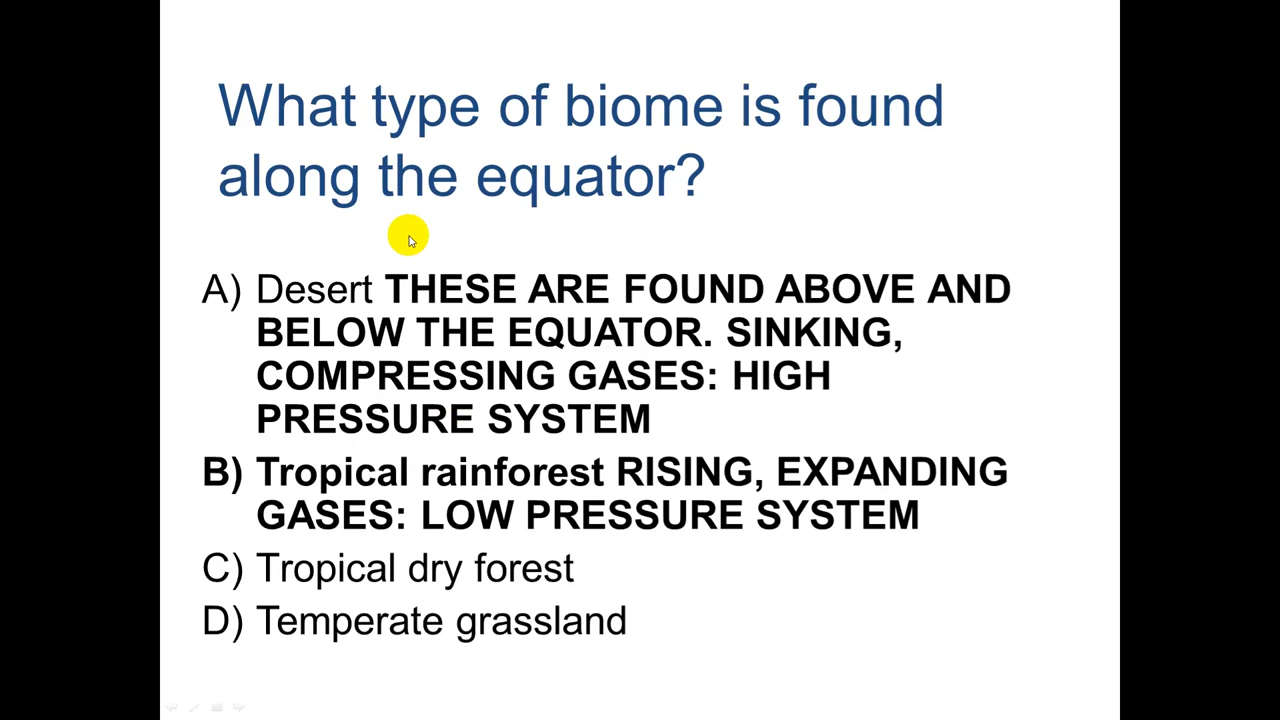 What type of biome is found
along the equator?
A) Desert THESE ARE FOUND ABOVE AND
BELOW THE EQUATOR. SINKING,
COMPRESSING GASES: HIGH
PRESSURE SYSTEM
B) Tropical rainforest RISING, EXPANDING
GASES: LOW PRESSURE SYSTEM
C) Tropical dry forest
D) Temperate grassland